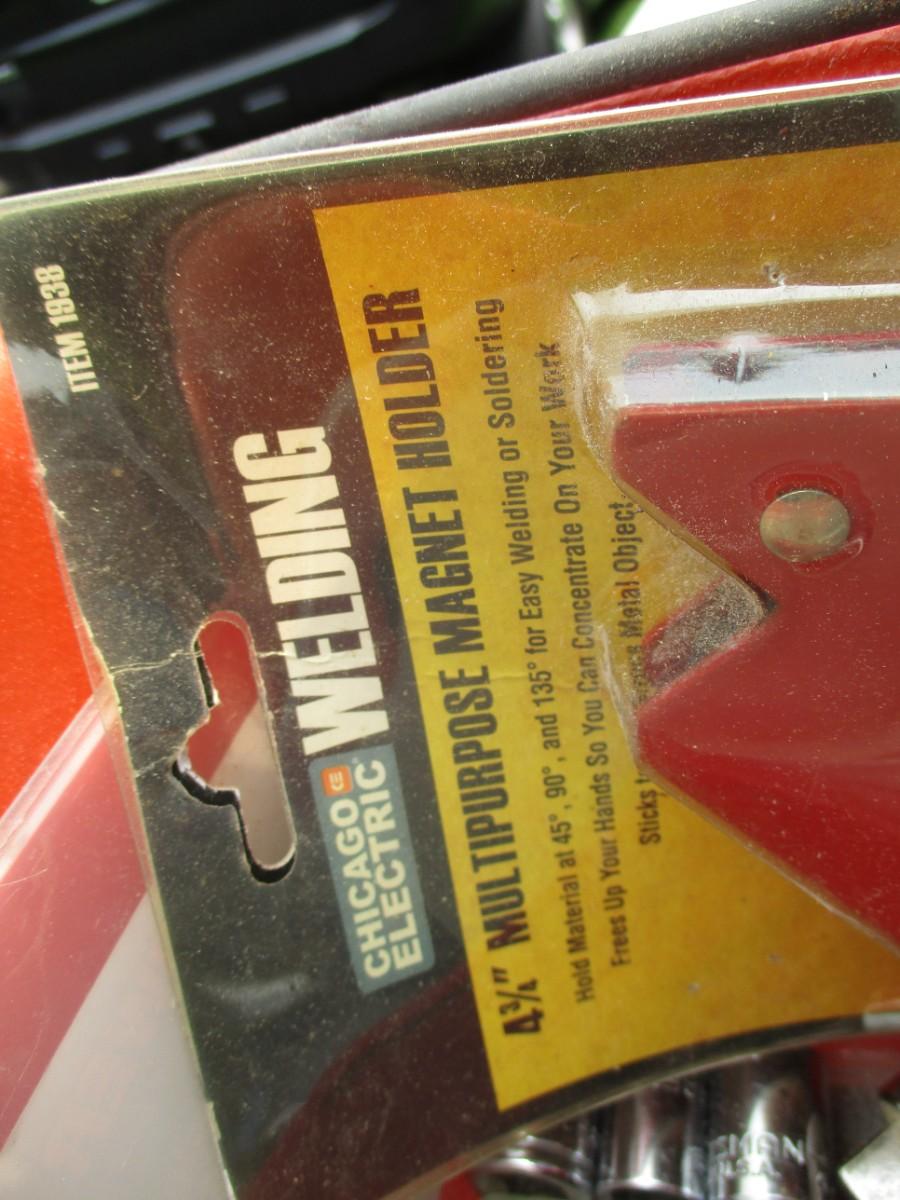 ITEM 1938
CHICAGO CE
ELECTRIC
WELDING
4¾" MULTIPURPOSE MAGNET HOLDER
Hold Material at 45°, 90°, and 135° for Easy Welding or Soldering
Frees Up Your Hands So You Can Concentrate On Your Work
Sticks Metal Object